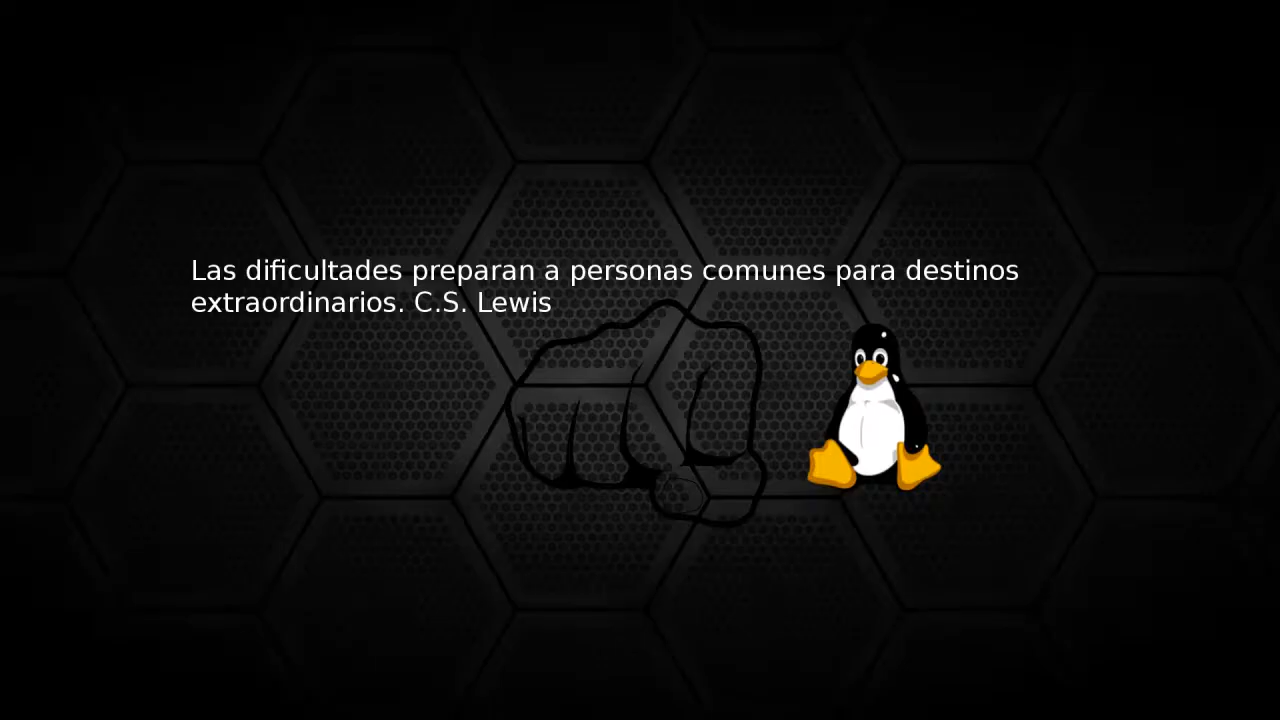 Las dificultades preparan a personas comunes para destinos
extraordinarios. C.S. Lewis